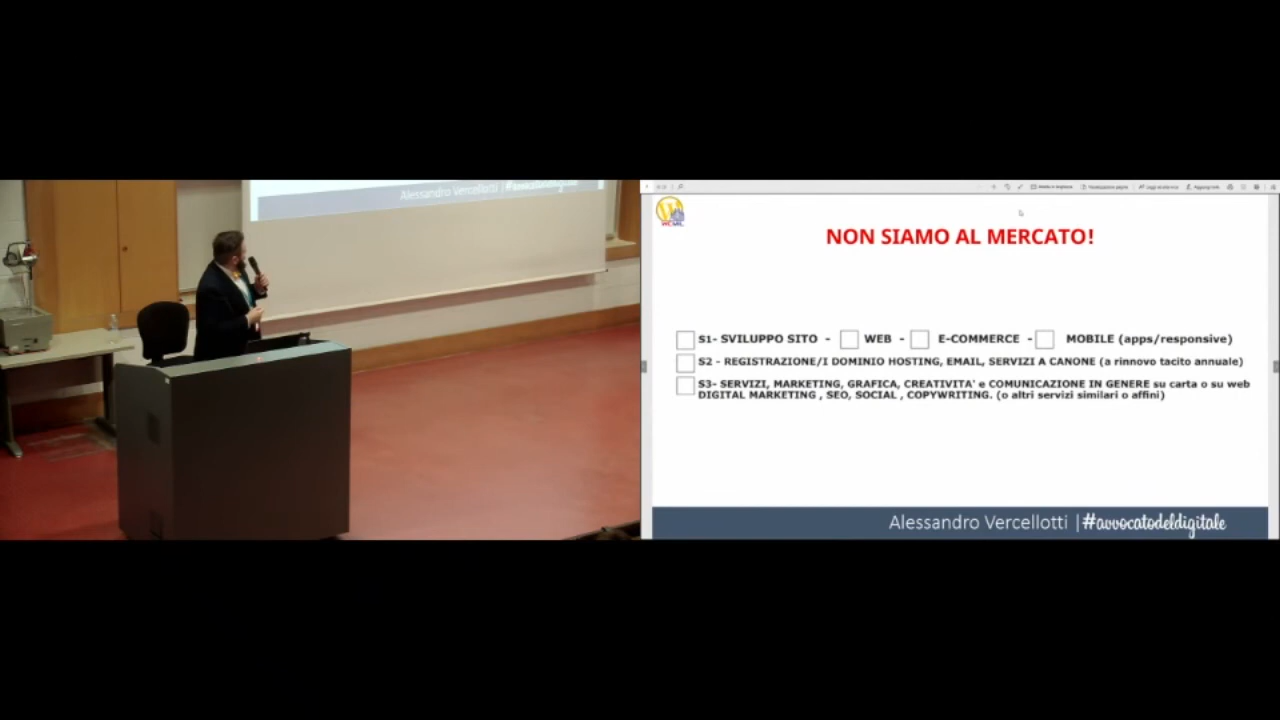 Alessandro Vercellotti | #avvocatodeldigitale
NON SIAMO AL MERCATO!
S1- SVILUPPO SITO - WEB - E-COMMERCE - MOBILE (apps/responsive)
S2 - REGISTRAZIONE/I DOMINIO HOSTING, EMAIL, SERVIZI A CANONE (a rinnovo tacito annuale)
S3- SERVIZI, MARKETING, GRAFICA, CREATIVITA' e COMUNICAZIONE IN GENERE su carta o su web
DIGITAL MARKETING , SEO, SOCIAL , COPYWRITING. (o altri servizi similari o affini)
Alessandro Vercellotti | #avvocatodeldigitale